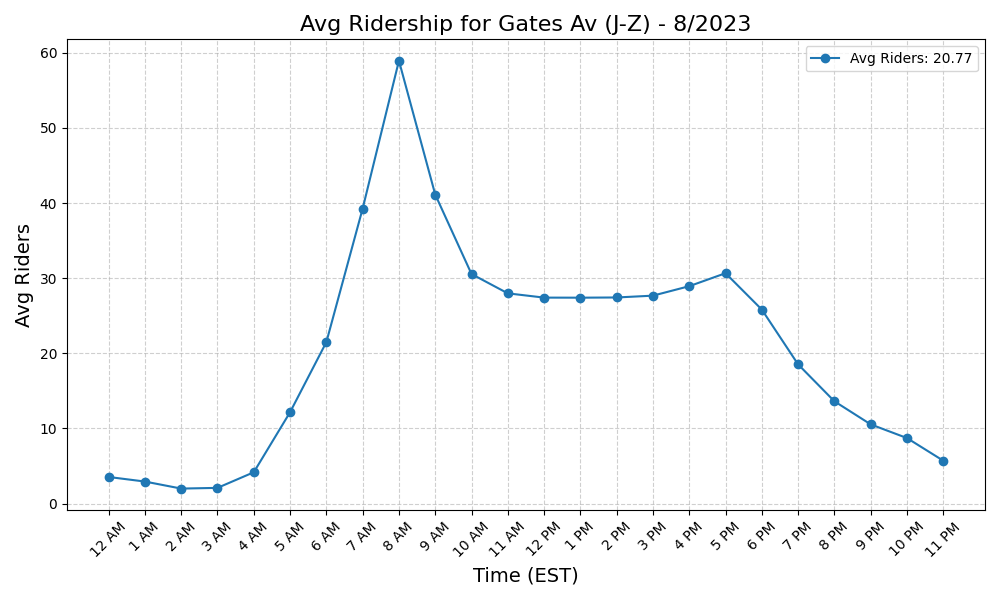 Avg Ridership for Gates Av (J-Z) - 8/2023
Avg Riders: 20.77
Avg Riders
60
50
40
30
20
10
0
12 AM
1 AM
2 AM
3 AM
4 AM
5 AM
6 AM
7 AM
8 AM
9 AM
10 AM
11 AM
12 PM
1 PM
2 PM
3 PM
4 PM
5 PM
6 PM
7 PM
8 PM
9 PM
10 PM
11 PM
Time (EST)